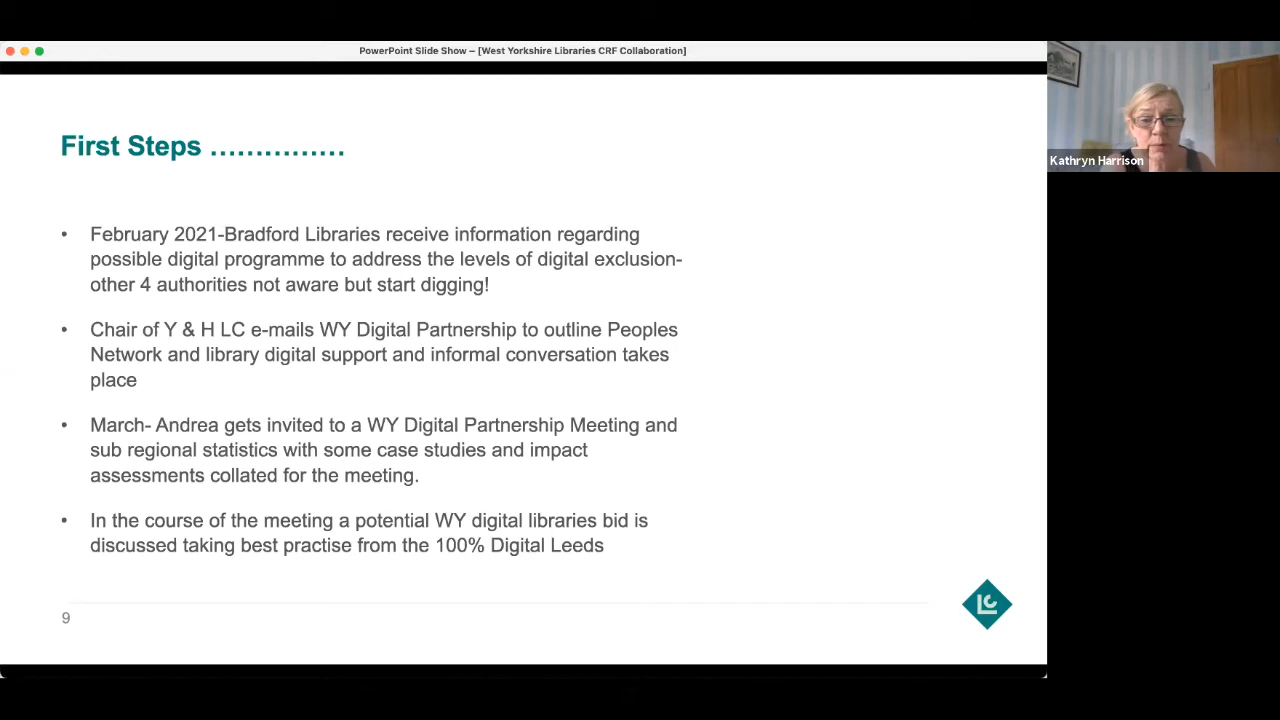 PowerPoint Slide Show – [West Yorkshire Libraries CRF Collaboration]
Kathryn Harrison
First Steps ……………
• February 2021-Bradford Libraries receive information regarding
possible digital programme to address the levels of digital exclusion-
other 4 authorities not aware but start digging!
• Chair of Y & H LC e-mails WY Digital Partnership to outline Peoples
Network and library digital support and informal conversation takes
place
• March- Andrea gets invited to a WY Digital Partnership Meeting and
sub regional statistics with some case studies and impact
assessments collated for the meeting.
• In the course of the meeting a potential WY digital libraries bid is
discussed taking best practise from the 100% Digital Leeds
9
LC